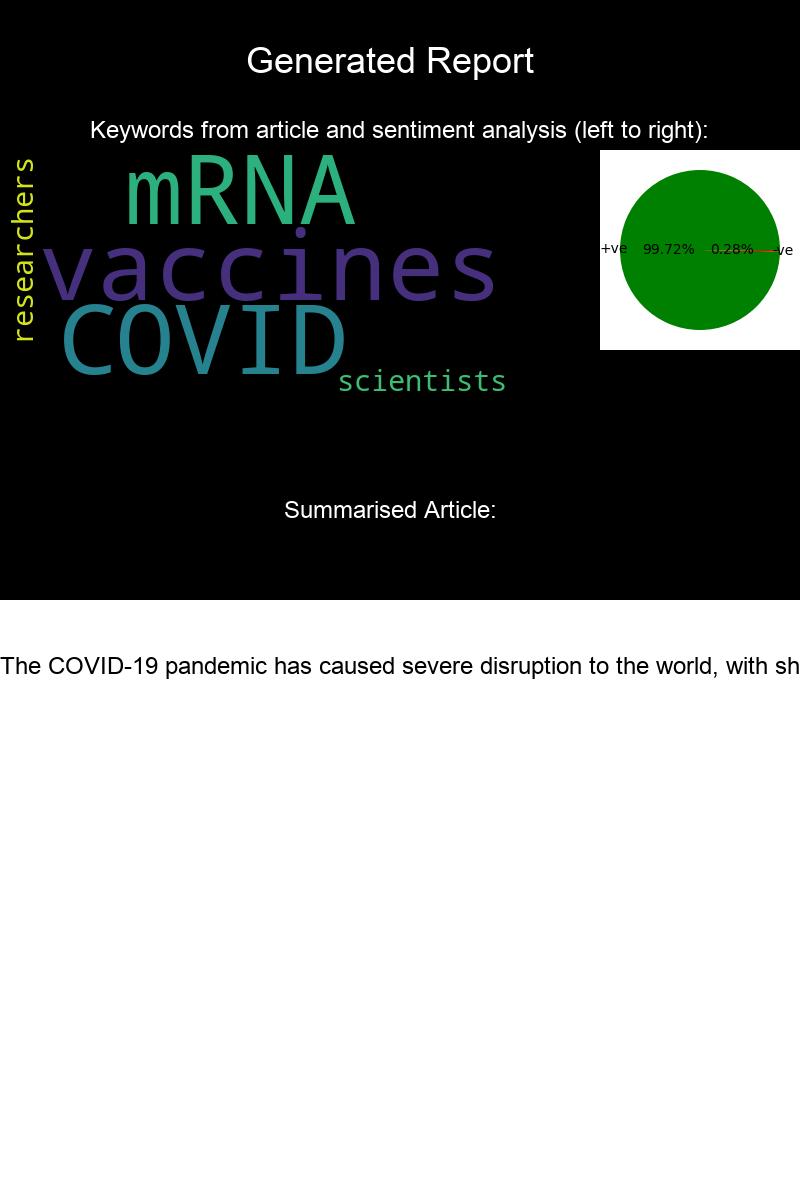 Generated Report
Keywords from article and sentiment analysis (left to right):
researchers
mRNA
vaccines
COVID
scientists
+ve 99.72% 0.28% -ve
Summarised Article:
The COVID-19 pandemic has caused severe disruption to the world, with sh